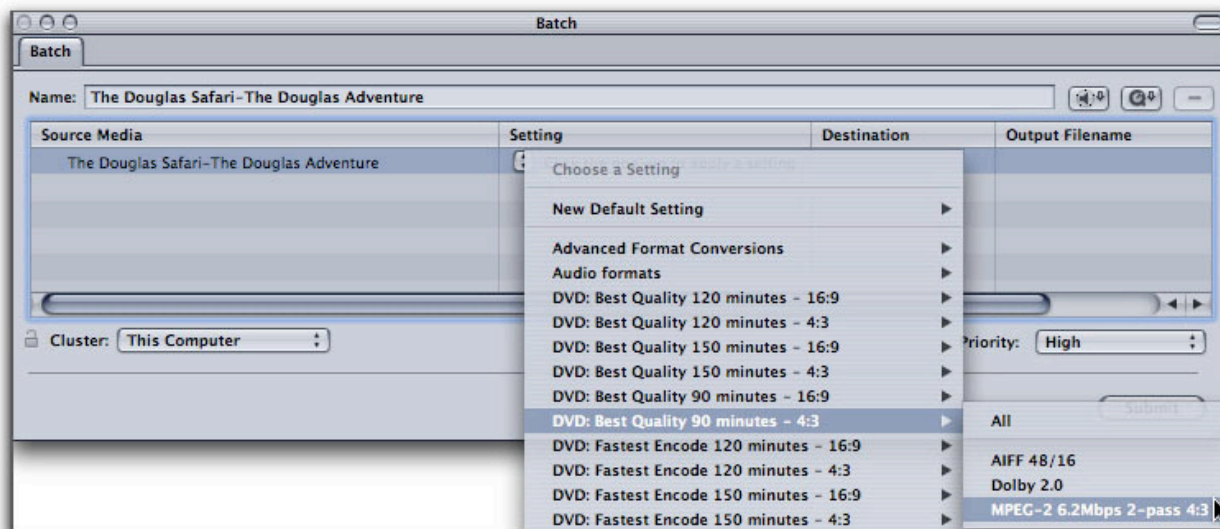 Batch
Batch
Name: The Douglas Safari-The Douglas Adventure
Source Media Setting Destination Output Filename
The Douglas Safari-The Douglas Adventure
Choose a Setting
New Default Setting
Advanced Format Conversions
Audio formats
DVD: Best Quality 120 minutes - 16:9
DVD: Best Quality 120 minutes - 4:3
Cluster: This Computer
Priority: High
DVD: Best Quality 150 minutes - 16:9
DVD: Best Quality 150 minutes - 4:3
DVD: Best Quality 90 minutes - 16:9
DVD: Best Quality 90 minutes - 4:3
Submit
All
DVD: Fastest Encode 120 minutes - 16:9
DVD: Fastest Encode 120 minutes - 4:3
DVD: Fastest Encode 150 minutes - 16:9
DVD: Fastest Encode 150 minutes - 4:3
AIFF 48/16
Dolby 2.0
MPEG-2 6.2Mbps 2-pass 4:3